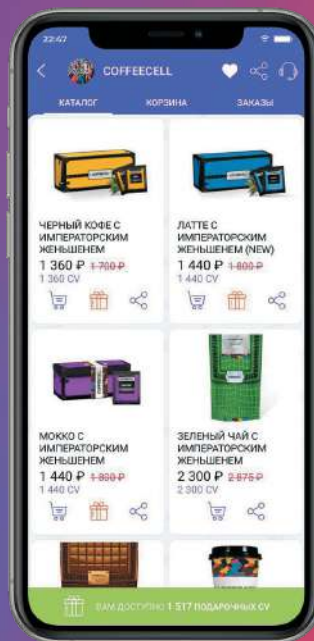 22:47
COFFEECELL
КАТАЛОГ
КОРЗИНА
ЗАКАЗЫ
ЧЕРНЫЙ КОФЕ С
ИМПЕРАТОРСКИМ
ЖЕНЬШЕНЕМ
1 360 ₽ 1 700 ₽
1 360 CV
ЛАТТЕ С
ИМПЕРАТОРСКИМ
ЖЕНЬШЕНЕМ (NEW)
1 440 ₽ 1 800 ₽
1 440 CV
МОККО С
ИМПЕРАТОРСКИМ
ЖЕНЬШЕНЕМ
1 440 ₽ 1 800 ₽
1 440 CV
ЗЕЛЕНЫЙ ЧАЙ С
ИМПЕРАТОРСКИМ
ЖЕНЬШЕНЕМ
2 300 ₽ 2 875 ₽
2 300 CV
ВАМ ДОСТУПНО 1 517 ПОДАРОЧНЫХ CV